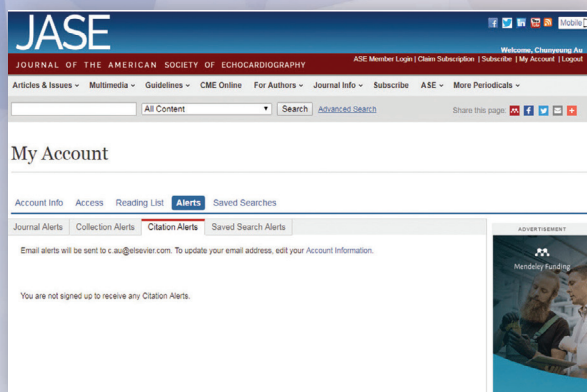 Mobile
JASE
Welcome, Chunyeung Au
JOURNAL OF THE AMERICAN SOCIETY OF ECHOCARDIOGRAPHY
ASE Member Login | Claim Subscription | Subscribe | My Account | Logout
Articles & Issues Multimedia Guidelines CME Online For Authors Journal Info Subscribe ASE More Periodicals
All Content Search Advanced Search Share this page:
My Account
Account Info Access Reading List Alerts Saved Searches
Journal Alerts Collection Alerts Citation Alerts Saved Search Alerts
ADVERTISEMENT
Email alerts will be sent to c.au@elsevier.com. To update your email address, edit your Account Information.
Mendeley Funding
You are not signed up to receive any Citation Alerts.